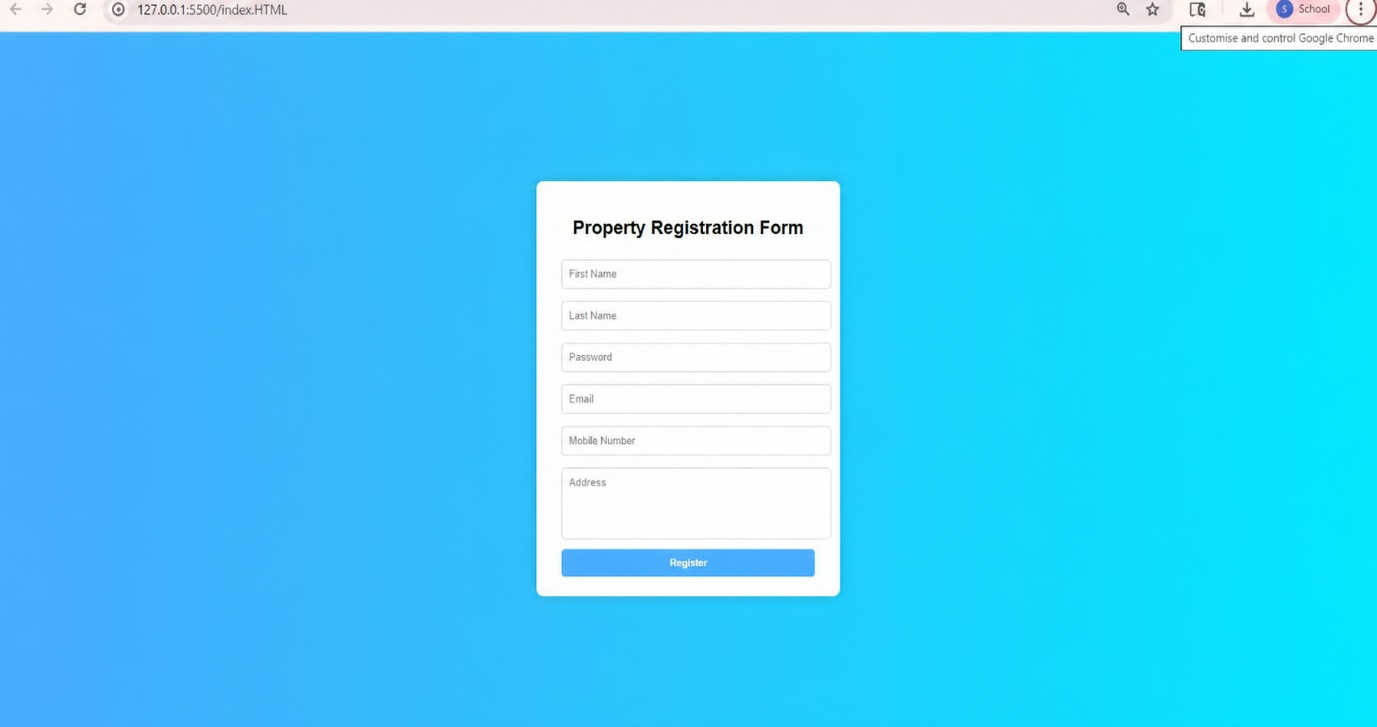 127.0.0.1:5500/index.HTML
S School
Customise and control Google Chrome
Property Registration Form
First Name
Last Name
Password
Email
Mobile Number
Address
Register